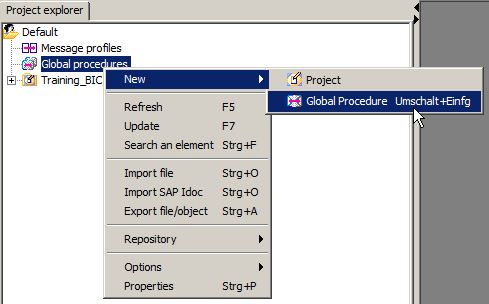 Project explorer
Default
Message profiles
Global procedures
Training_BIC
New
Refresh F5
Update F7
Search an element Strg+F
Import file Strg+O
Import SAP Idoc Strg+O
Export file/object Strg+A
Repository
Options
Properties Strg+P
Project
Global Procedure Umschalt+Einfg